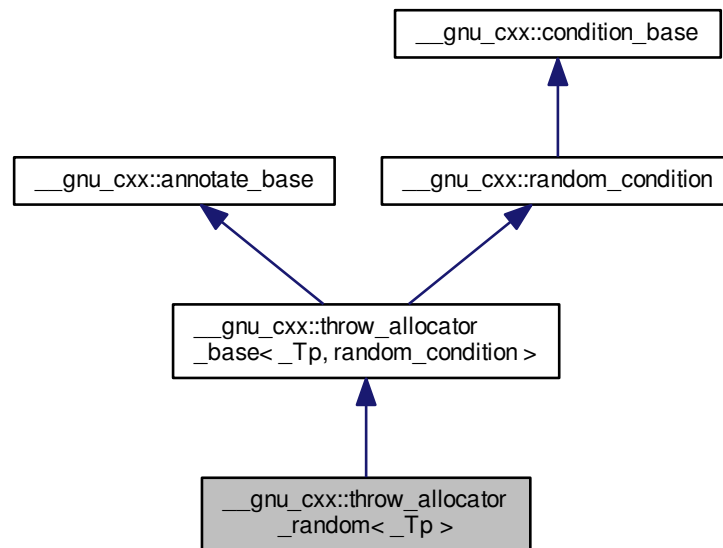 __gnu_cxx::condition_base
__gnu_cxx::annotate_base
__gnu_cxx::random_condition
__gnu_cxx::throw_allocator
_base< _Tp, random_condition >
__gnu_cxx::throw_allocator
_random< _Tp >